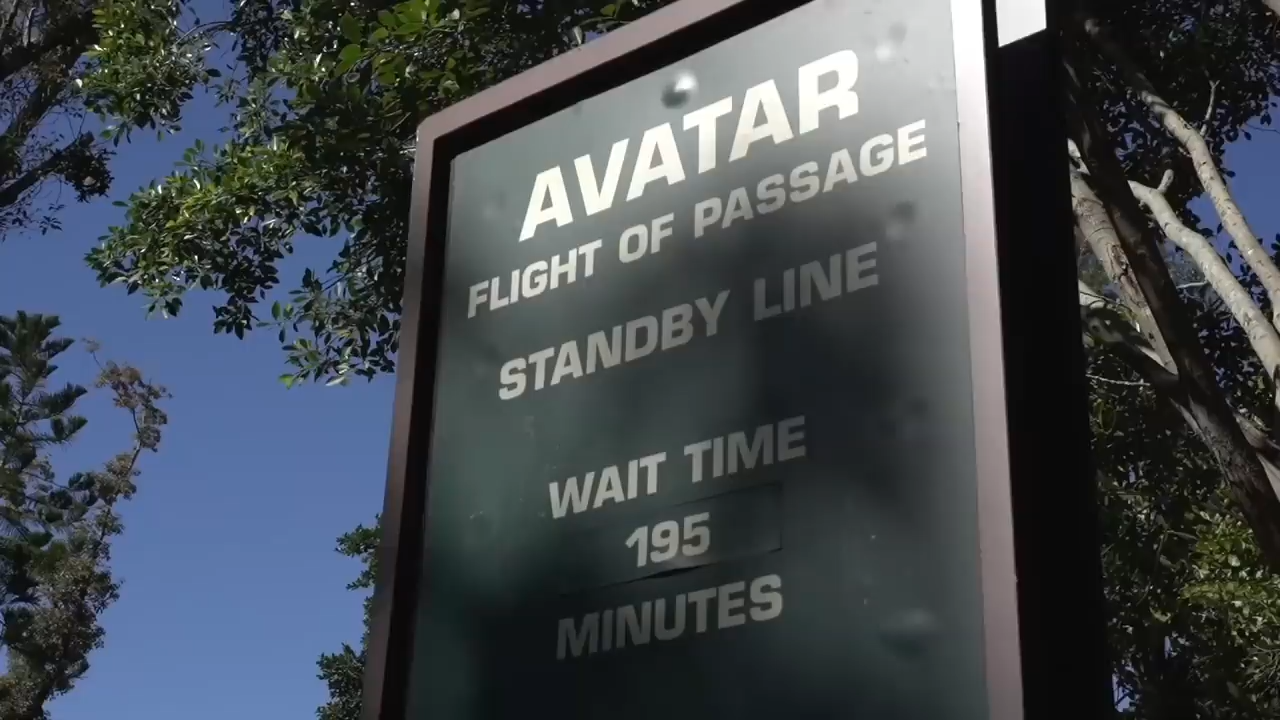 AVATAR
FLIGHT OF PASSAGE
STANDBY LINE
WAIT TIME
195
MINUTES